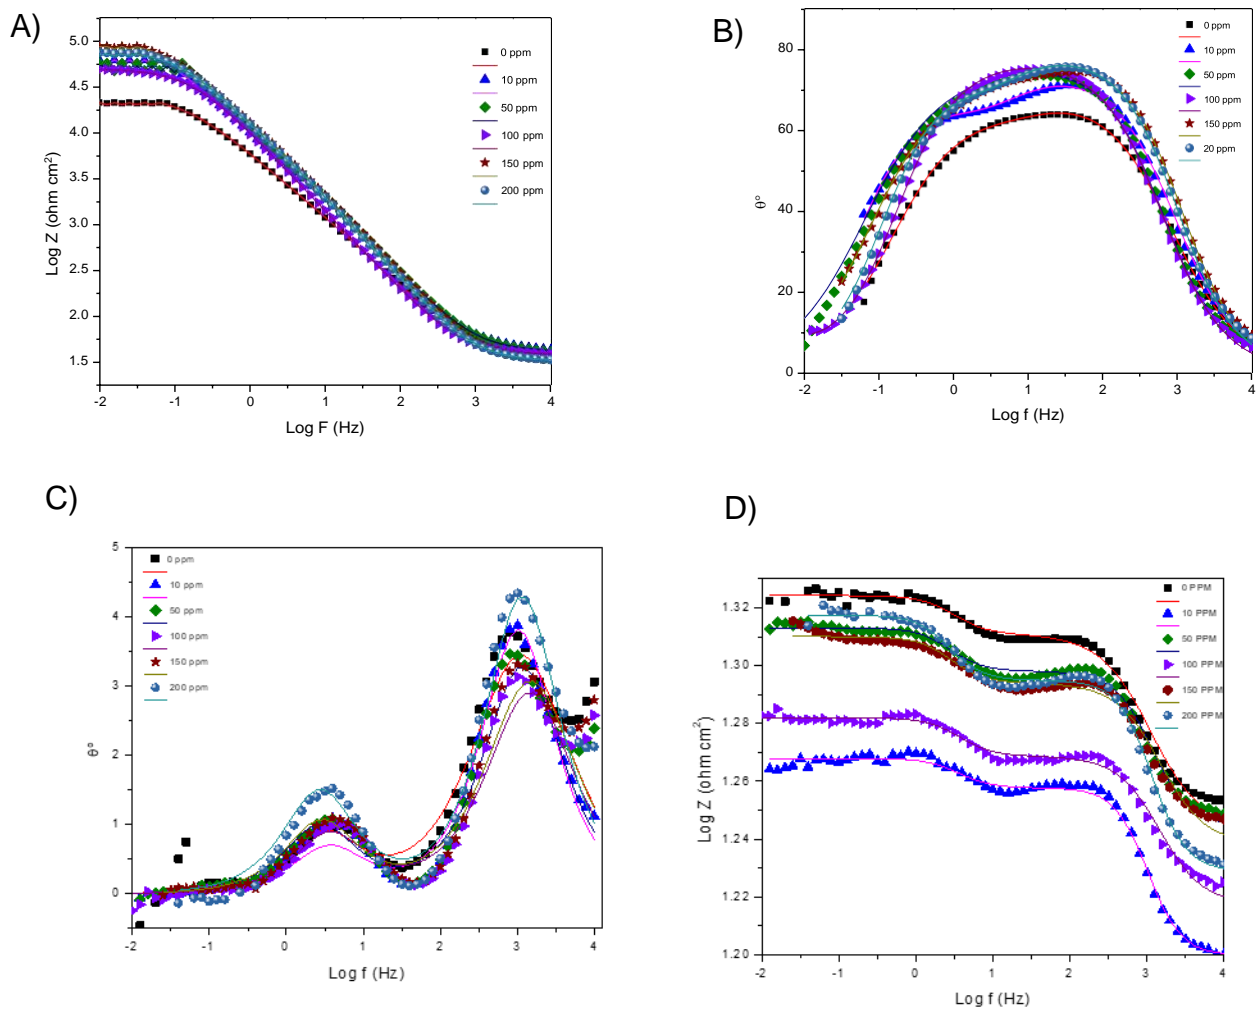 A)
5.0
4.5
4.0
3.5
3.0
2.5
2.0
1.5
-2
-1
0
1
2
3
4
Log Z (ohm cm²)
Log F (Hz)
0 ppm
10 ppm
50 ppm
100 ppm
150 ppm
200 ppm
B)
80
60
40
20
0
-2
-1
0
1
2
3
4
θº
Log f (Hz)
0 ppm
10 ppm
50 ppm
100 ppm
150 ppm
20 ppm
C)
5
4
3
2
1
0
-2
-1
0
1
2
3
4
θº
Log f (Hz)
0 ppm
10 ppm
50 ppm
100 ppm
150 ppm
200 ppm
D)
1.32
1.30
1.28
1.26
1.24
1.22
1.20
-2
-1
0
1
2
3
4
Log Z (ohm cm²)
Log f (Hz)
0 PPM
10 PPM
50 PPM
100 PPM
150 PPM
200 PPM